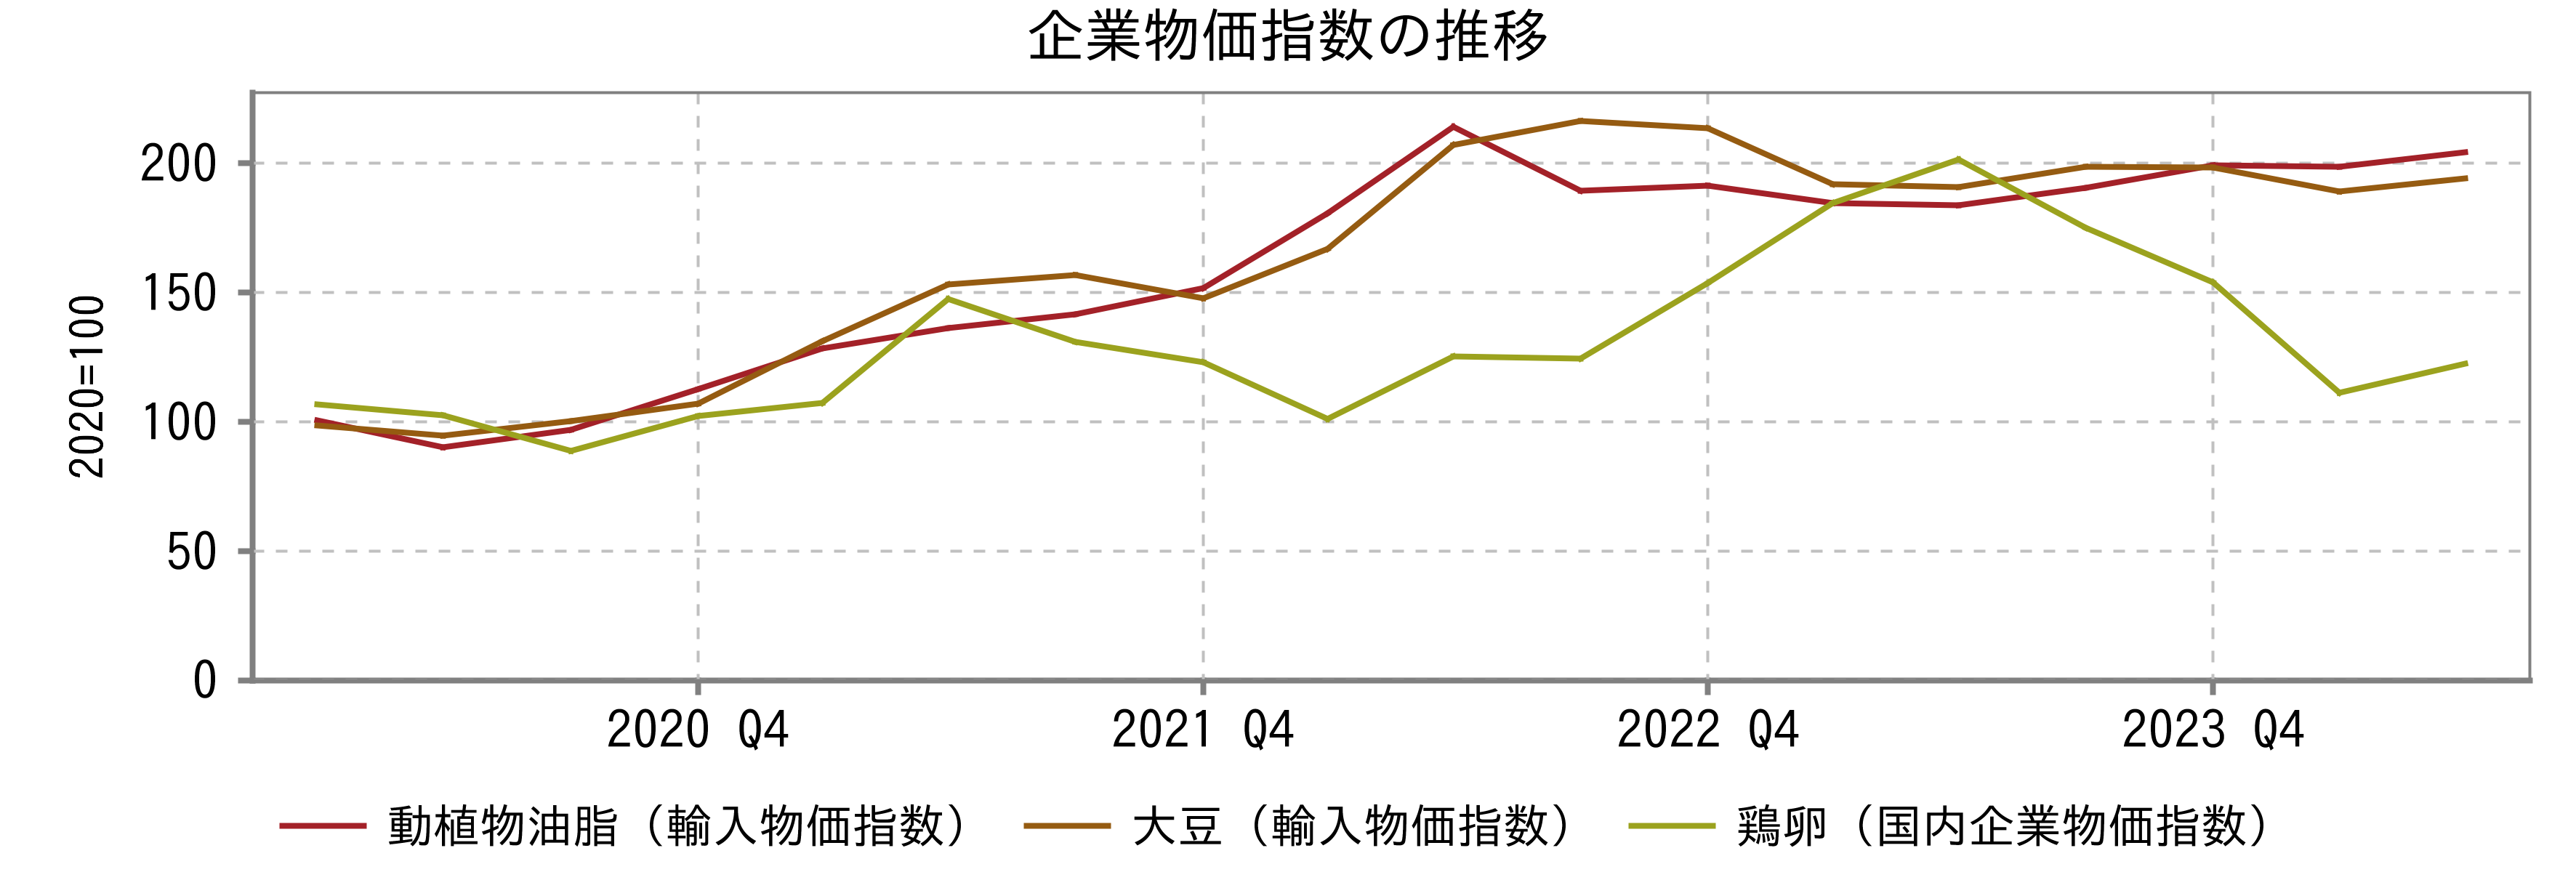 企業物価指数の推移
2020=100
200
150
100
50
0
2020 Q4
2021 Q4
2022 Q4
2023 Q4
動植物油脂（輸入物価指数）
大豆（輸入物価指数）
鶏卵（国内企業物価指数）